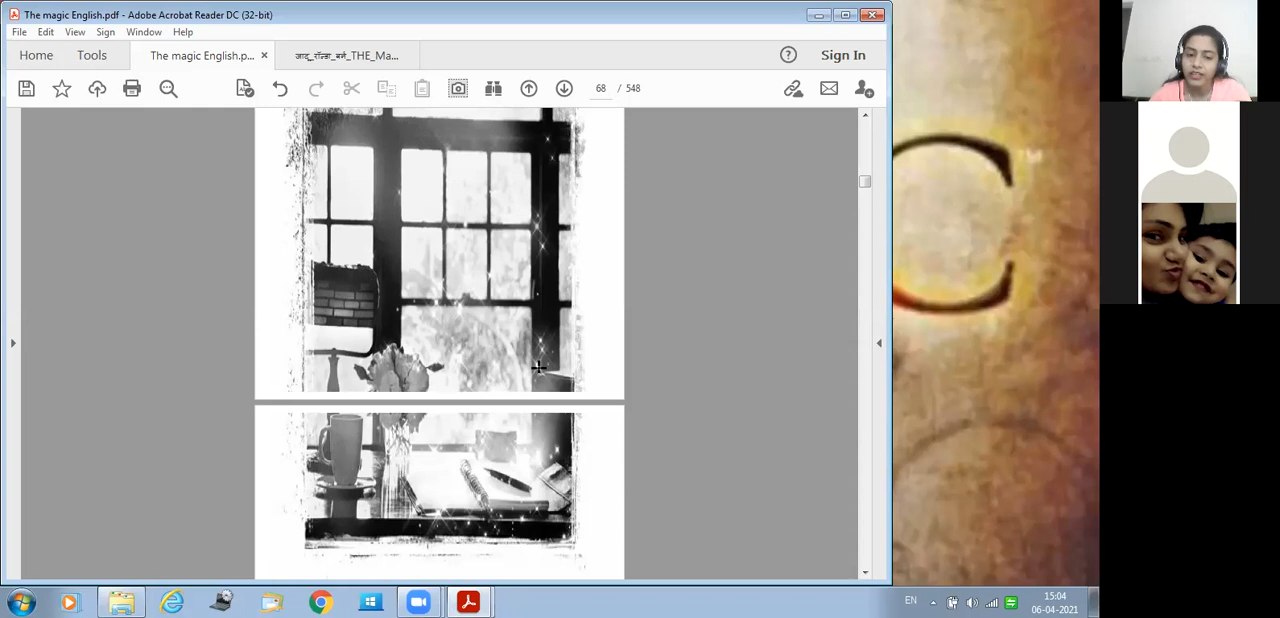 The magic English.pdf - Adobe Acrobat Reader DC (32-bit)
File Edit View Sign Window Help
Home Tools The magic English.p... × जादू_रॉन्डा_बर्न_THE_Ma... Sign In
68 / 548
C
EN
15:04
06-04-2021